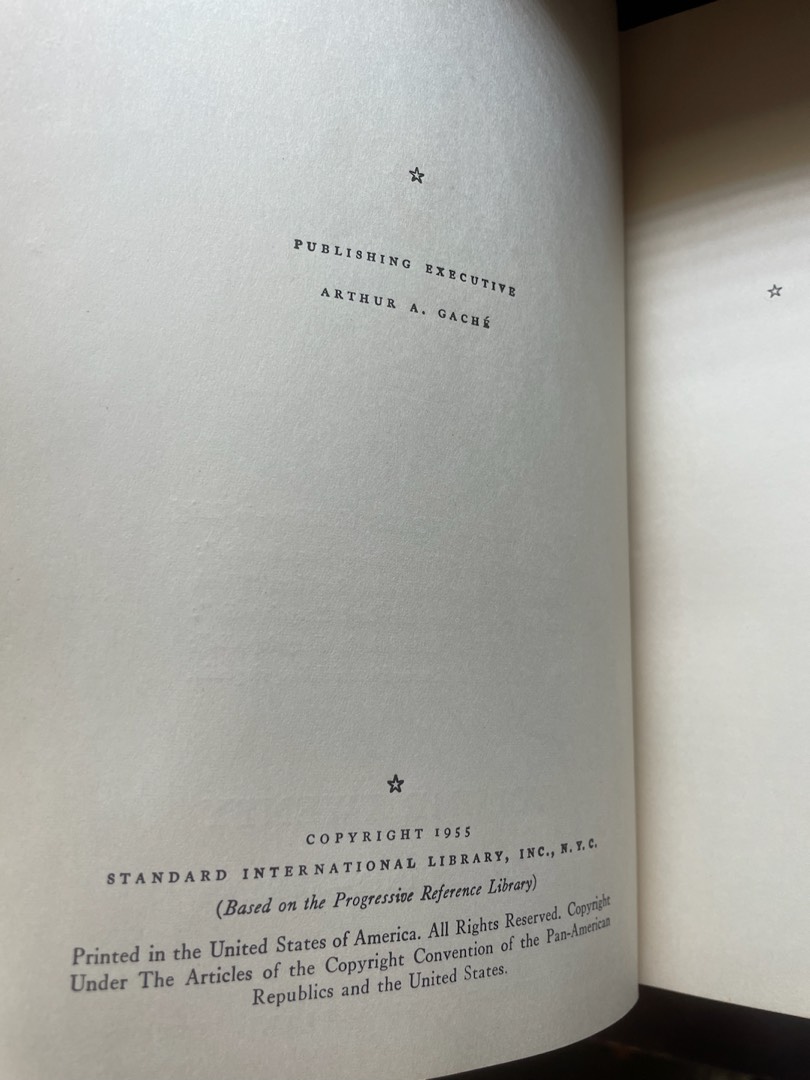 PUBLISHING EXECUTIVE
ARTHUR A. GACHÉ
COPYRIGHT 1955
STANDARD INTERNATIONAL LIBRARY, INC., N. Y. C.
(Based on the Progressive Reference Library)
Printed in the United States of America. All Rights Reserved. Copyright
Under The Articles of the Copyright Convention of the Pan-American
Republics and the United States.